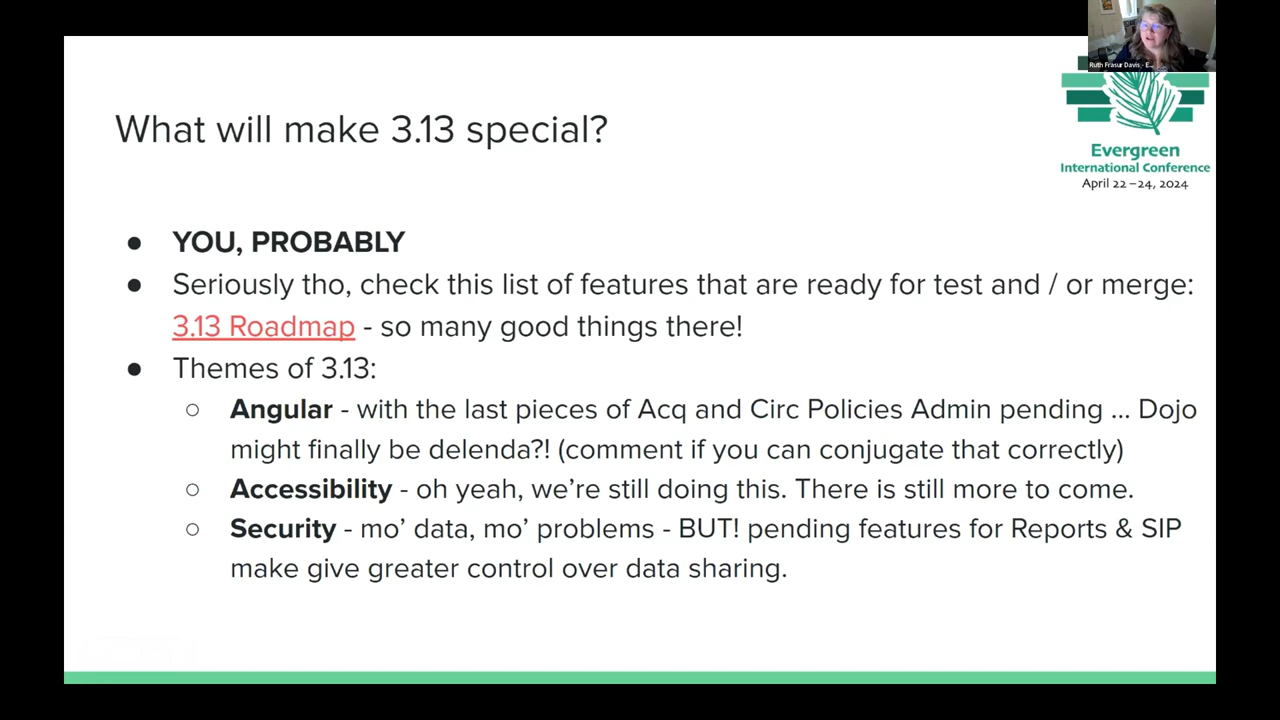 Ruth Frasur Davis - E...
What will make 3.13 special?
Evergreen
International Conference
April 22–24, 2024
● YOU, PROBABLY
● Seriously tho, check this list of features that are ready for test and / or merge:
3.13 Roadmap - so many good things there!
● Themes of 3.13:
○ Angular - with the last pieces of Acq and Circ Policies Admin pending ... Dojo
might finally be delenda?! (comment if you can conjugate that correctly)
○ Accessibility - oh yeah, we're still doing this. There is still more to come.
○ Security - mo' data, mo' problems - BUT! pending features for Reports & SIP
make give greater control over data sharing.